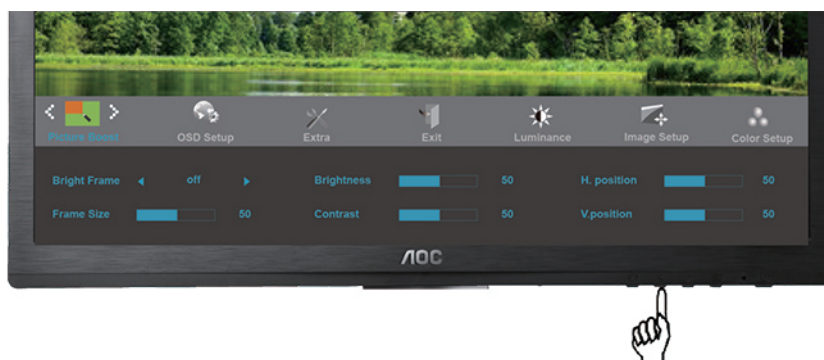 Picture Boost OSD Setup Extra Exit Luminance Image Setup Color Setup
Bright Frame off Brightness 50 H. position 50
Frame Size 50 Contrast 50 V.position 50
AOC